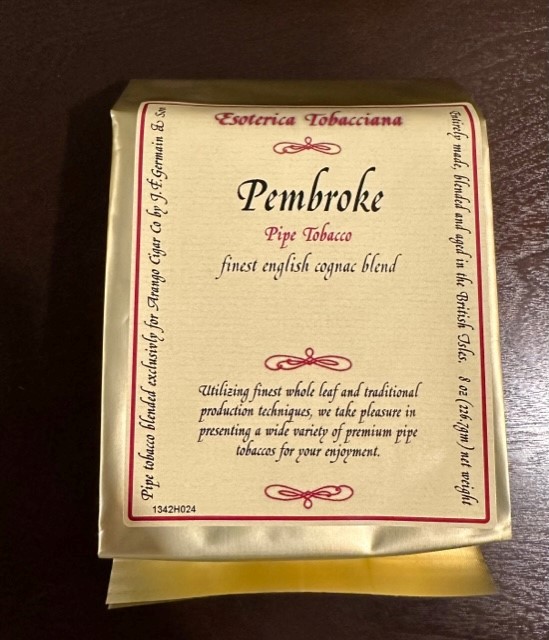 Esoterica Tobacciana
Pembroke
Pipe Tobacco
finest english cognac blend
Utilizing finest whole leaf and traditional
production techniques, we take pleasure in
presenting a wide variety of premium pipe
tobaccos for your enjoyment.
1342H024
Pipe tobacco blended exclusivly for Arango Cigar Co by J.F.Germain & Son
Entirely made, blended and aged in the British Isles. 8 oz (226.7gm) net weight